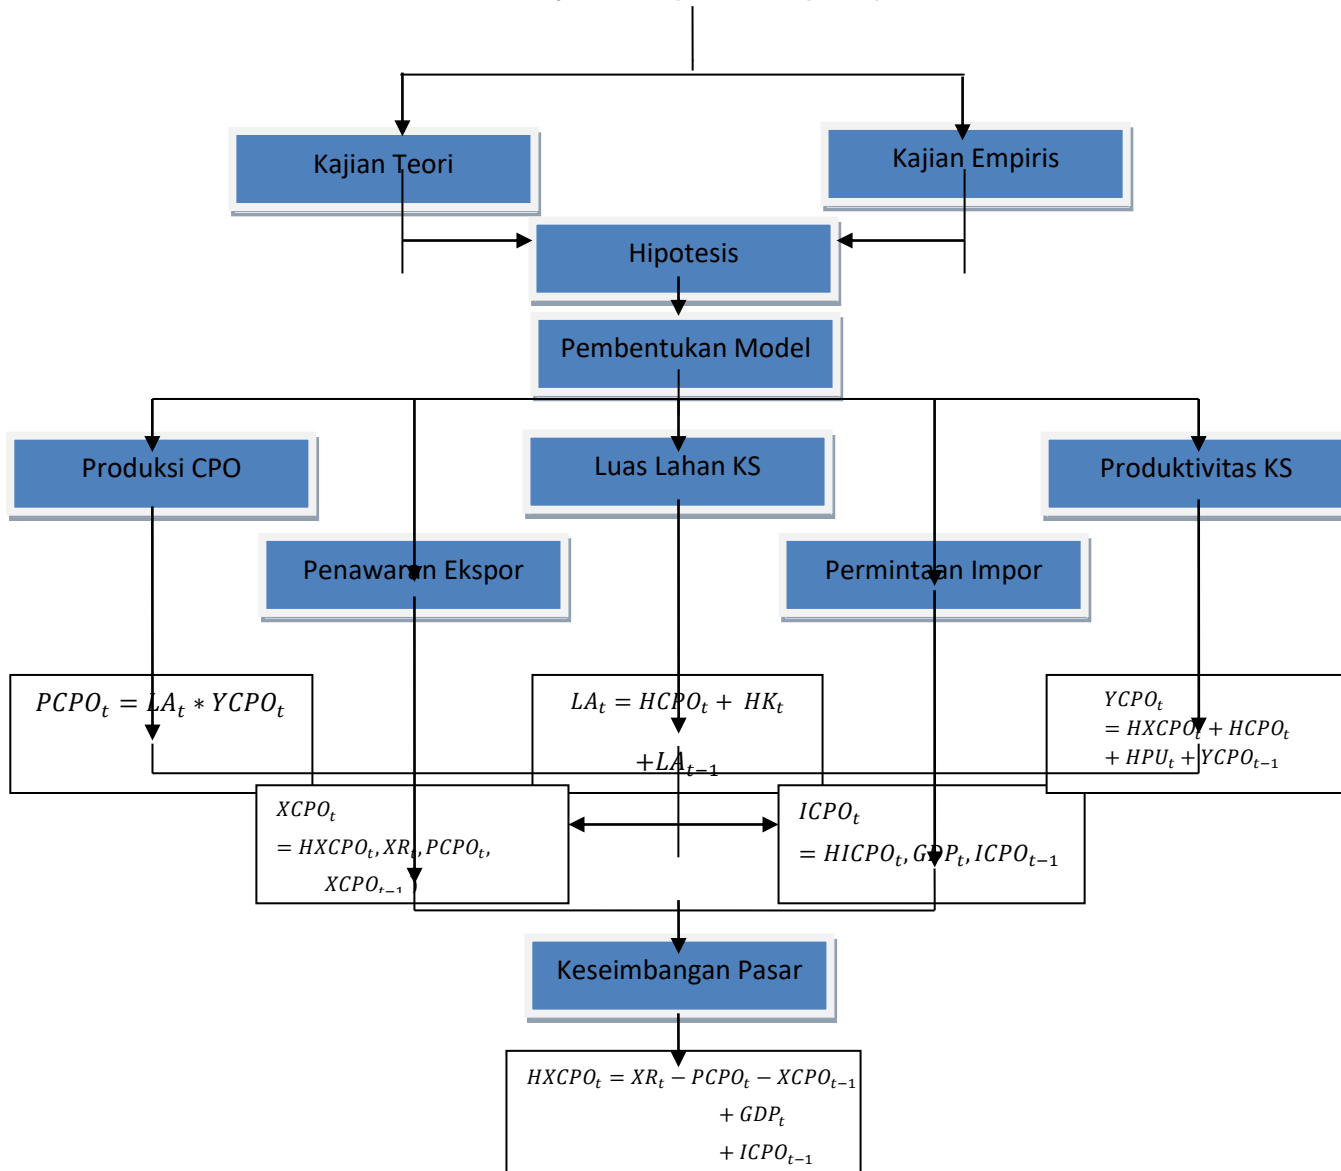 Kajian Teori
Kajian Empiris
Hipotesis
Pembentukan Model
Produksi CPO
Luas Lahan KS
Produktivitas KS
Penawaran Ekspor
Permintaan Impor
PCPO_t = LA_t * YCPO_t
LA_t = HCPO_t + HK_t
+LA_{t−1}
YCPO_t
= HXCPO_t + HCPO_t
+ HPU_t + YCPO_{t−1}
XCPO_t
= HXCPO_t, XR_t, PCPO_t,
XCPO_{t−1} )
ICPO_t
= HICPO_t, GDP_t, ICPO_{t−1}
Keseimbangan Pasar
HXCPO_t = XR_t − PCPO_t − XCPO_{t−1}
+ GDP_t
+ ICPO_{t−1}